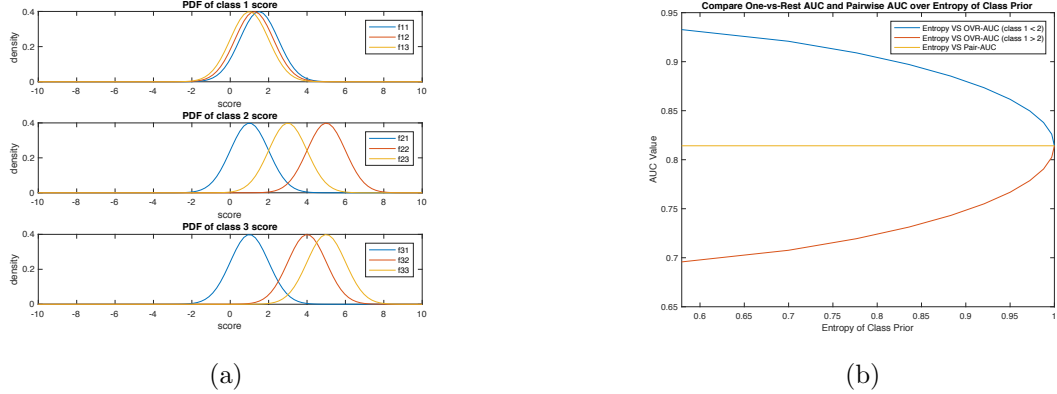 PDF of class 1 score
0.4
0.2
0
density
-10 -8 -6 -4 -2 0 2 4 6 8 10
score
f11
f12
f13
PDF of class 2 score
0.4
0.2
0
density
-10 -8 -6 -4 -2 0 2 4 6 8 10
score
f21
f22
f23
PDF of class 3 score
0.4
0.2
0
density
-10 -8 -6 -4 -2 0 2 4 6 8 10
score
f31
f32
f33
(a)
Compare One-vs-Rest AUC and Pairwise AUC over Entropy of Class Prior
Entropy VS OVR-AUC (class 1 < 2)
Entropy VS OVR-AUC (class 1 > 2)
Entropy VS Pair-AUC
0.95
0.9
0.85
0.8
0.75
0.7
0.65
AUC Value
0.6 0.65 0.7 0.75 0.8 0.85 0.9 0.95 1
Entropy of Class Prior
(b)